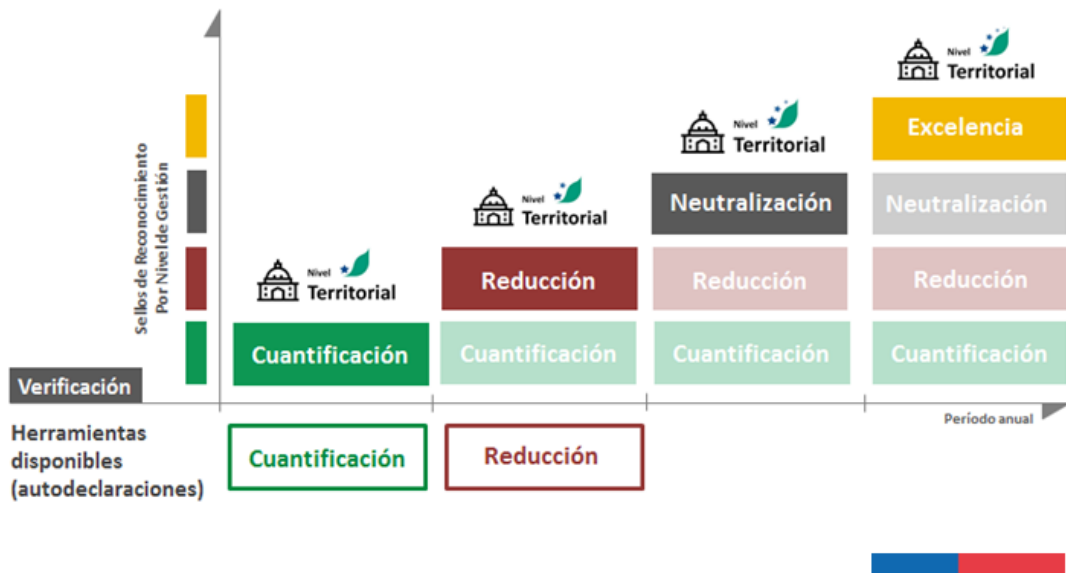 Nivel
Territorial
Excelencia
Nivel
Territorial
Neutralización
Neutralización
Nivel
Territorial
Reducción
Reducción
Reducción
Nivel
Territorial
Cuantificación
Cuantificación
Cuantificación
Cuantificación
Sellos de Reconocimiento
Por Nivel de Gestión
Verificación
Período anual
Herramientas
disponibles
(autodeclaraciones)
Cuantificación
Reducción